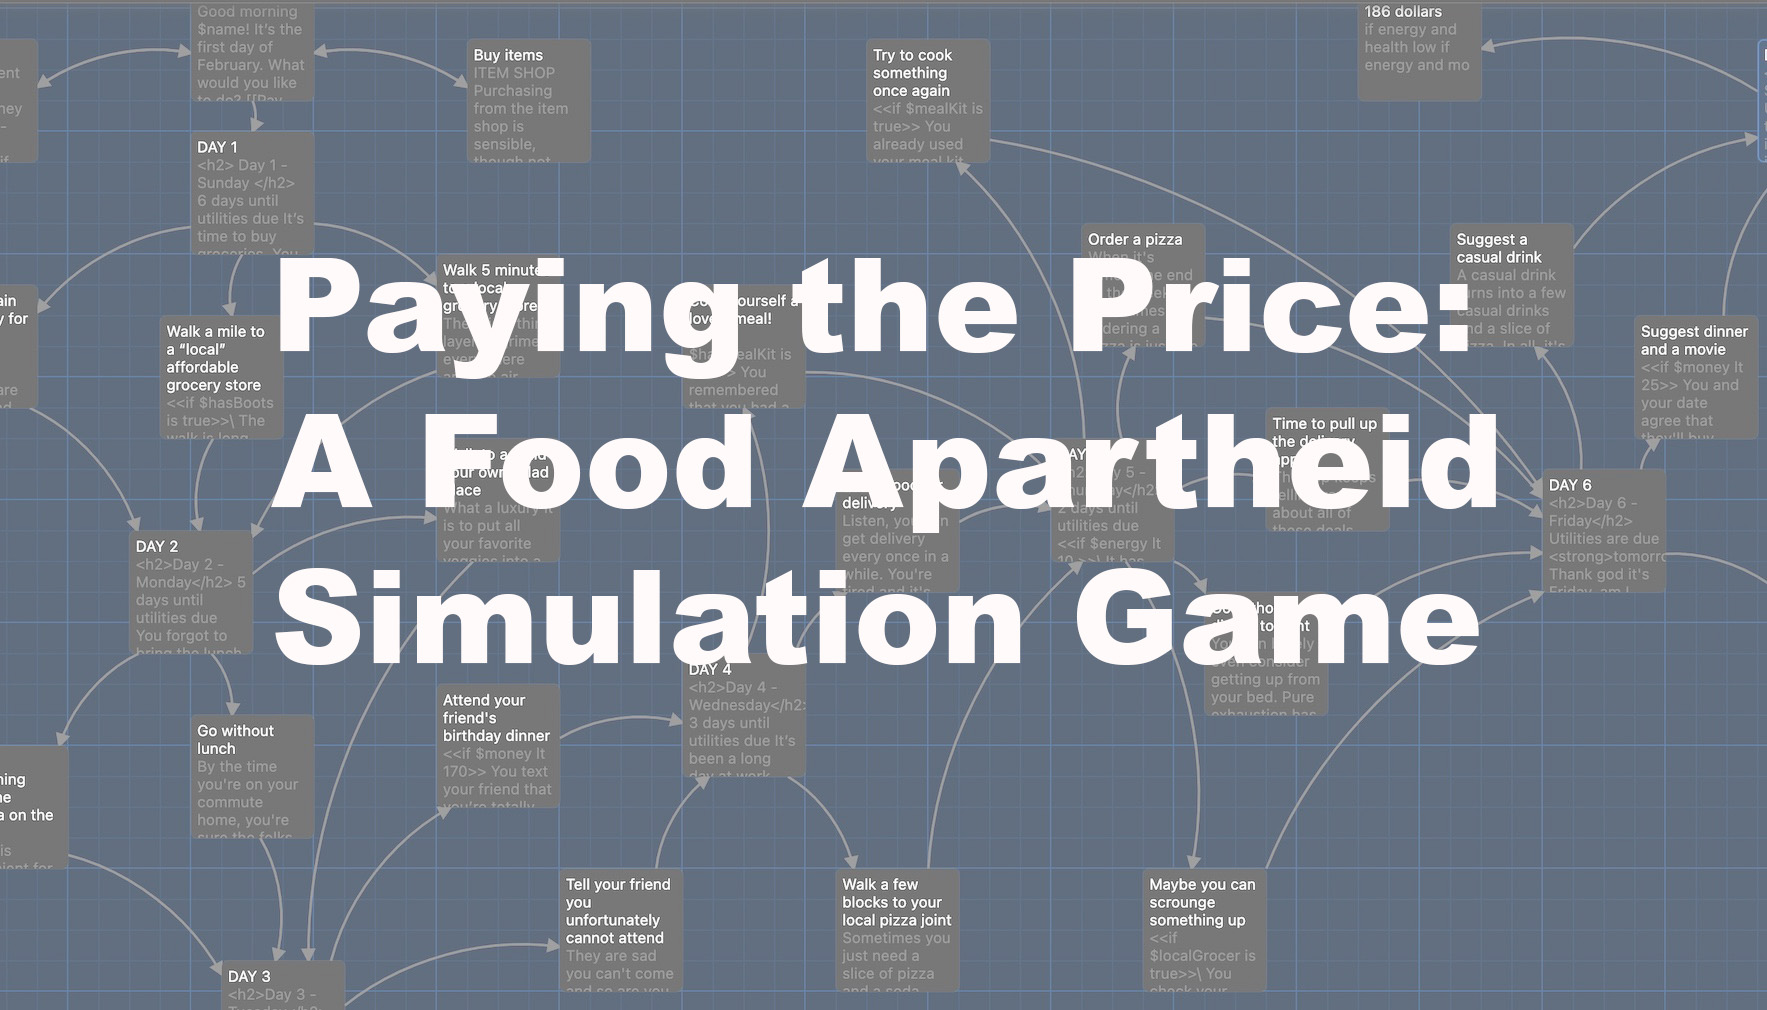 Good morning
$name! It's the
first day of
February. What
would you like
to do? [[Pay
186 dollars
if energy and
health low if
energy and mo
Buy items
ITEM SHOP
Purchasing
from the item
shop is
sensible,
though not
Try to cook
something
once again
<<if $mealKit is
true>> You
already used
your meal kit
DAY 1
<h2> Day 1 -
Sunday </h2>
6 days until
utilities due It's
time to buy
groceries. You
Walk 5 minute
Order a pizza
Suggest a
casual drink
A casual drink
turns into a few
casual drinks
and a slice of
pizza. In all, it's
Paying the Price:
A Food Apartheid
Simulation Game
Walk a mile to
a “local”
affordable
grocery store
<<if $hasBoots
is true>>\ The
walk is long
remembered
that you had a
Suggest dinner
and a movie
<<if $money lt
25>> You and
your date
agree that
they'll buy
Time to pull up
the delivery
about all of
these deals
What a luxury it
is to put all
your favorite
veggies into a
delivery
Listen, you can
get delivery
every once in a
while. You're
tired and it's
2 days until
utilities due
<<if $energy lt
10 >>\ It has
DAY 6
<h2>Day 6 -
Friday</h2>
Utilities are due
<strong>tomorro
Thank god it's
Friday, am I
DAY 2
<h2>Day 2 -
Monday</h2> 5
days until
utilities due
You forgot to
bring the lunch
even consider
getting up from
your bed. Pure
exhaustion has
Go without
lunch
By the time
you're on your
commute
home, you're
sure the folks
Attend your
friend's
birthday dinner
<<if $money lt
170>> You text
your friend that
you're totally
DAY 4
<h2>Day 4 -
Wednesday</h2>
3 days until
utilities due It's
been a long
day at work
a on the
DAY 3
<h2>Day 3 -
Tuesday</h2>
Tell your friend
you
unfortunately
cannot attend
They are sad
you can't come
and so are you
Walk a few
blocks to your
local pizza joint
Sometimes you
just need a
slice of pizza
and a soda
Maybe you can
scrounge
something up
<<if
$localGrocer is
true>>\ You
check your